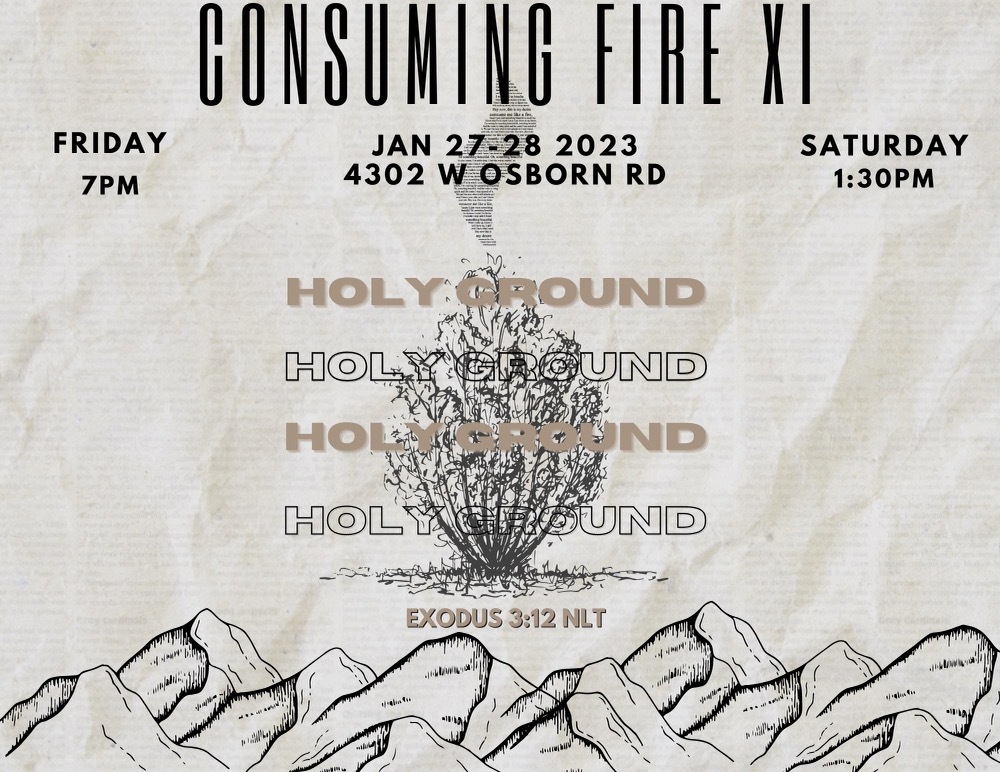 CONSUMING FIRE XI
FRIDAY
7PM
JAN 27-28 2023
4302 W OSBORN RD
SATURDAY
1:30PM
HOLY GROUND
HOLY GROUND
HOLY GROUND
HOLY GROUND
EXODUS 3:12 NLT